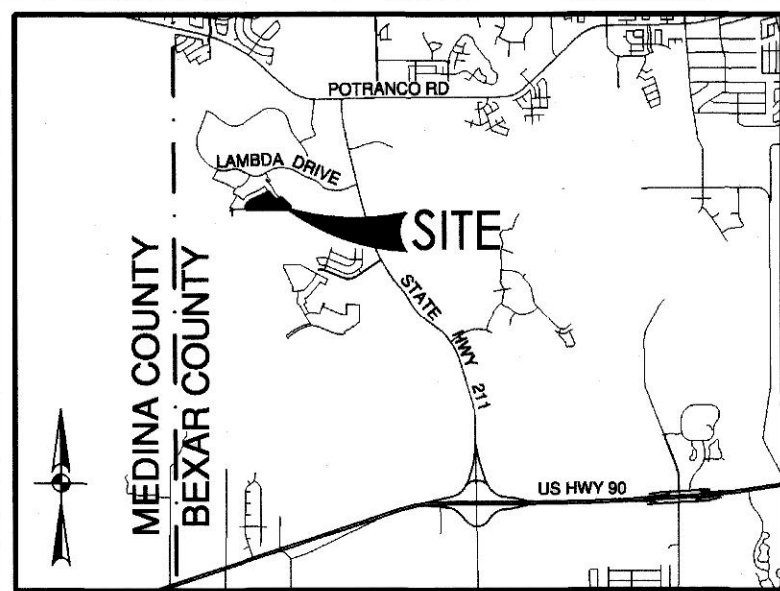 POTRANCO RD
LAMBDA DRIVE
SITE
STATE HWY 211
MEDINA COUNTY
BEXAR COUNTY
US HWY 90